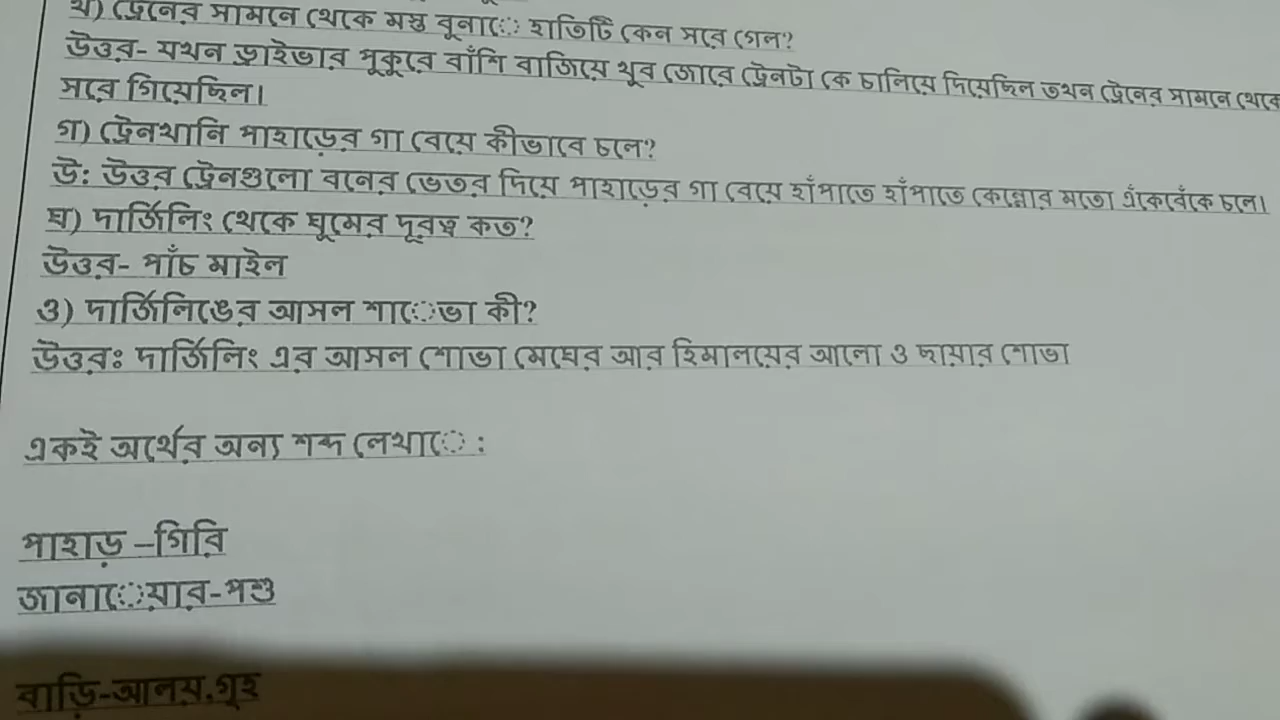 খ) ট্রেনের সামনে থেকে মস্ত বুনাে হাতিটি কেন সরে গেল?
উত্তর- যখন ড্রাইভার পুকুরে বাঁশি বাজিয়ে খুব জোরে ট্রেনটা কে চালিয়ে দিয়েছিল তখন ট্রেনের সামনে থেকে
সরে গিয়েছিল।
গ) ট্রেনখানি পাহাড়ের গা বেয়ে কীভাবে চলে?
উ: উত্তর ট্রেনগুলো বনের ভেতর দিয়ে পাহাড়ের গা বেয়ে হাঁপাতে হাঁপাতে কেন্নোর মতো এঁকেবেঁকে চলে।
ঘ) দার্জিলিং থেকে ঘুমের দূরত্ব কত?
উত্তর- পাঁচ মাইল
ও) দার্জিলিঙের আসল শােভা কী?
উত্তরঃ দার্জিলিং এর আসল শোভা মেঘের আর হিমালয়ের আলো ও ছায়ার শোভা
একই অর্থের অন্য শব্দ লেখাে :
পাহাড় –গিরি
জানাোয়ার-পশু
বাড়ি-আলয়.গৃহ